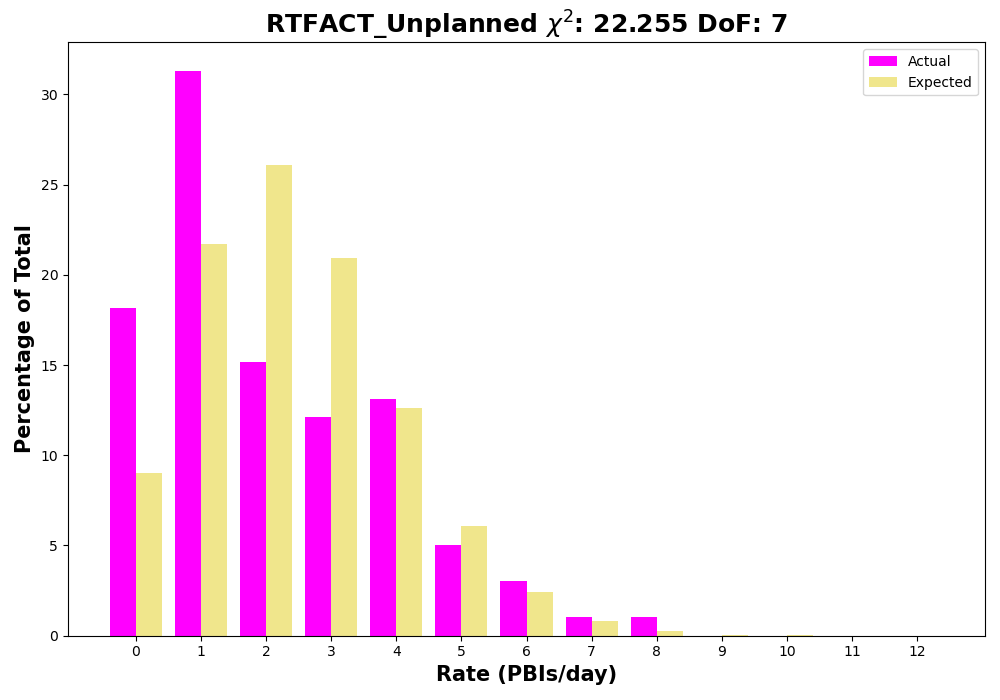 RTFACT_Unplanned χ²: 22.255 DoF: 7
Actual
Expected
Percentage of Total
30
25
20
15
10
5
0
0 1 2 3 4 5 6 7 8 9 10 11 12
Rate (PBIs/day)